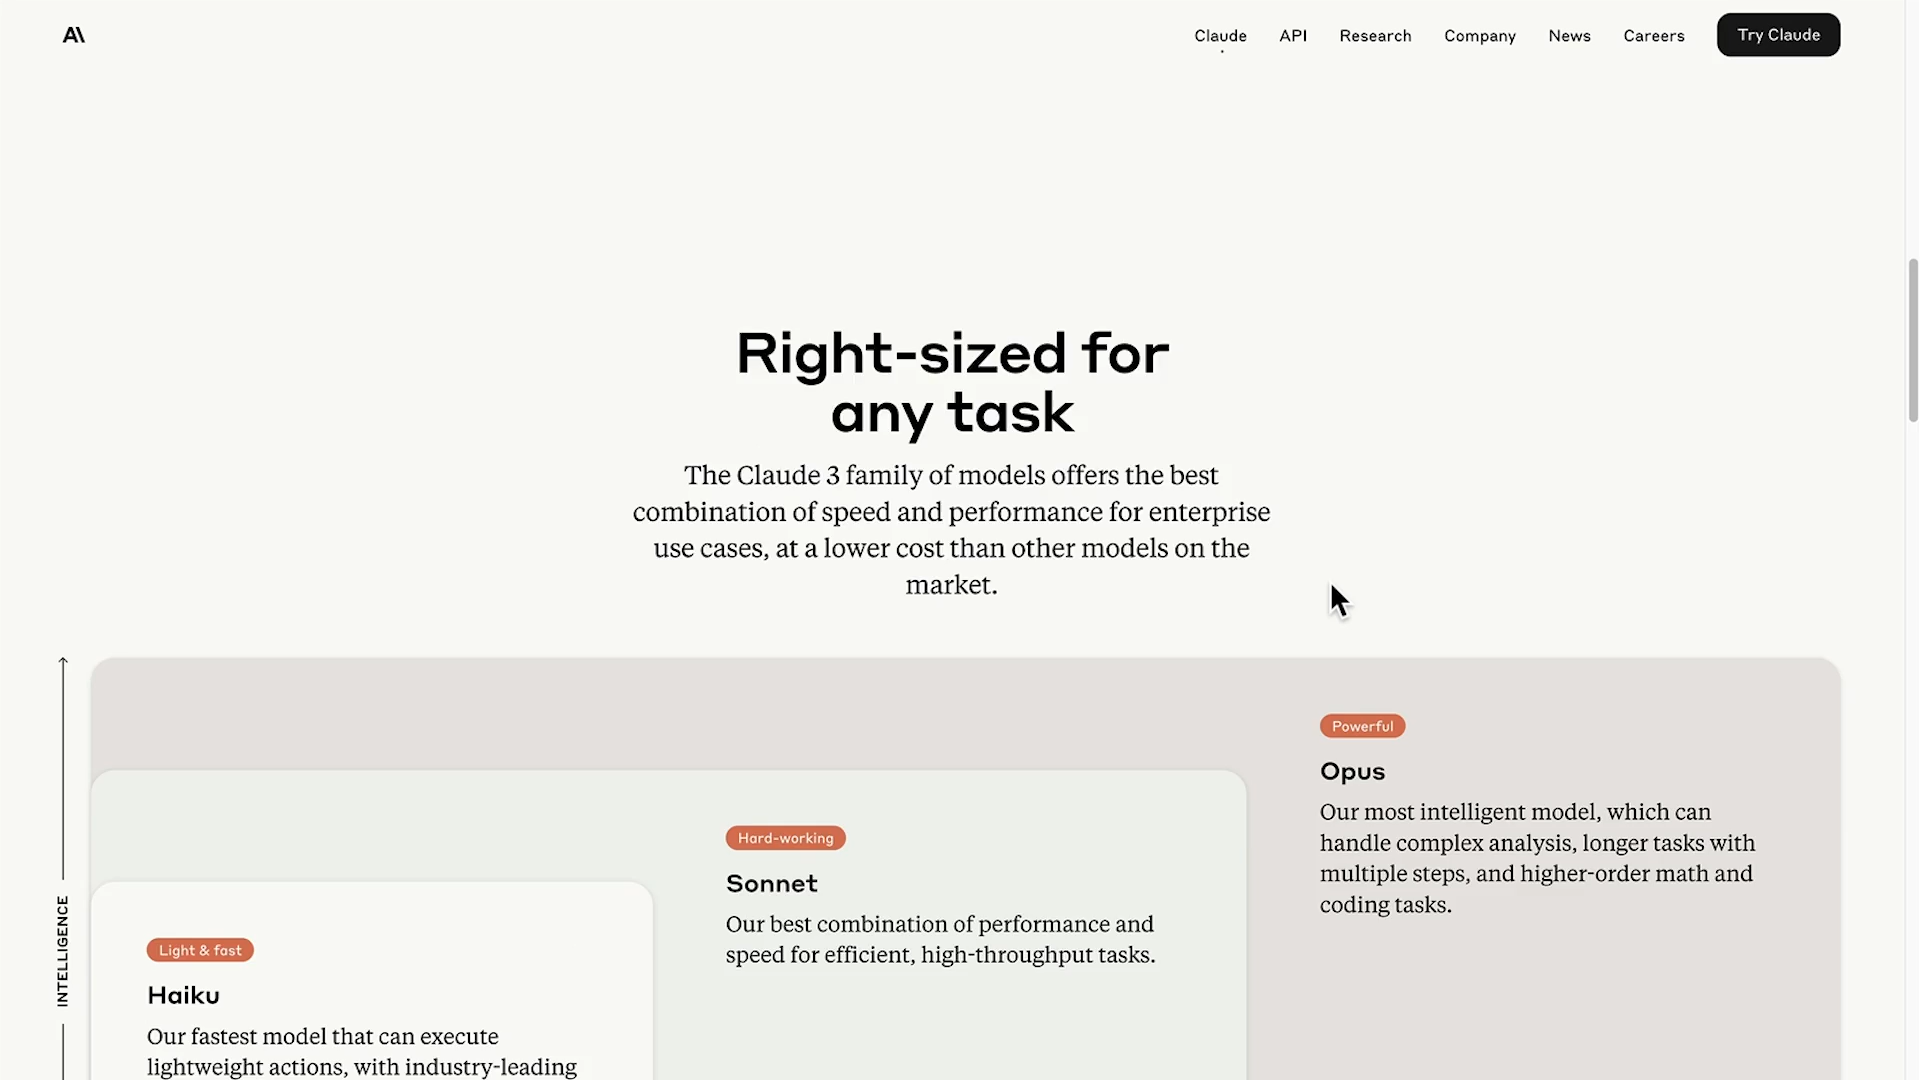 A\
Claude
API
Research
Company
News
Careers
Try Claude
Right-sized for
any task
The Claude 3 family of models offers the best
combination of speed and performance for enterprise
use cases, at a lower cost than other models on the
market.
Powerful
Opus
Our most intelligent model, which can
handle complex analysis, longer tasks with
multiple steps, and higher-order math and
coding tasks.
Hard-working
Sonnet
Our best combination of performance and
speed for efficient, high-throughput tasks.
INTELLIGENCE
Light & fast
Haiku
Our fastest model that can execute
lightweight actions, with industry-leading